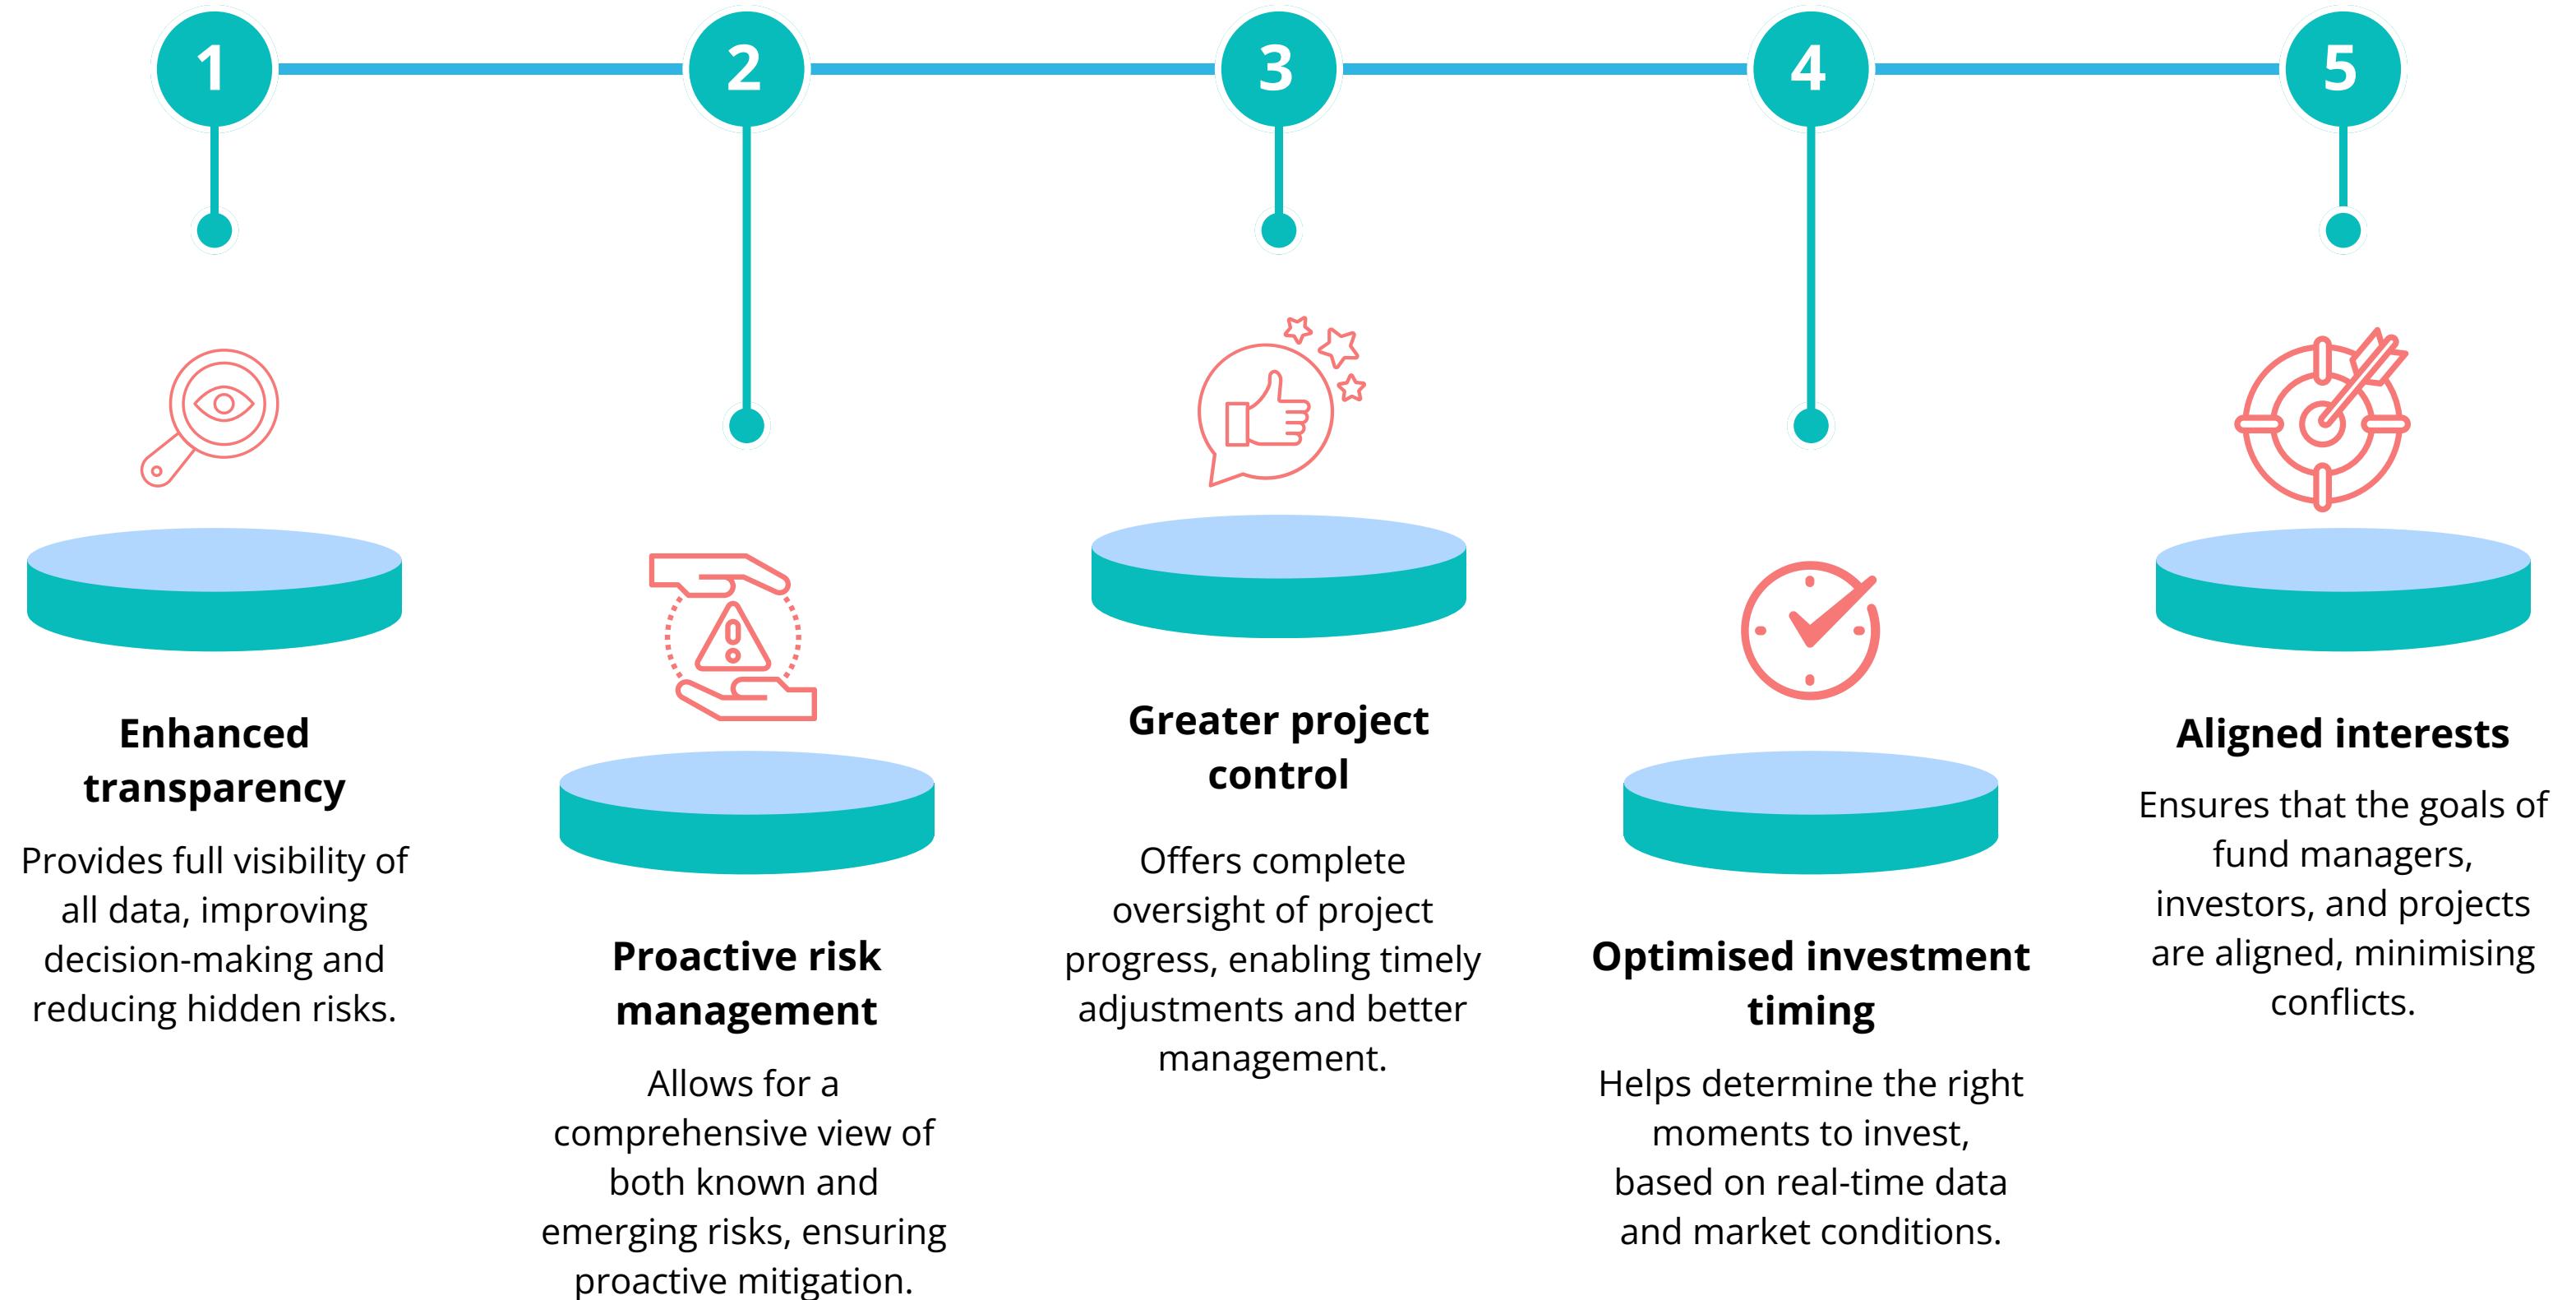 1
2
3
4
5
Enhanced
transparency
Provides full visibility of
all data, improving
decision-making and
reducing hidden risks.
Proactive risk
management
Allows for a
comprehensive view of
both known and
emerging risks, ensuring
proactive mitigation.
Greater project
control
Offers complete
oversight of project
progress, enabling timely
adjustments and better
management.
Optimised investment
timing
Helps determine the right
moments to invest,
based on real-time data
and market conditions.
Aligned interests
Ensures that the goals of
fund managers,
investors, and projects
are aligned, minimising
conflicts.